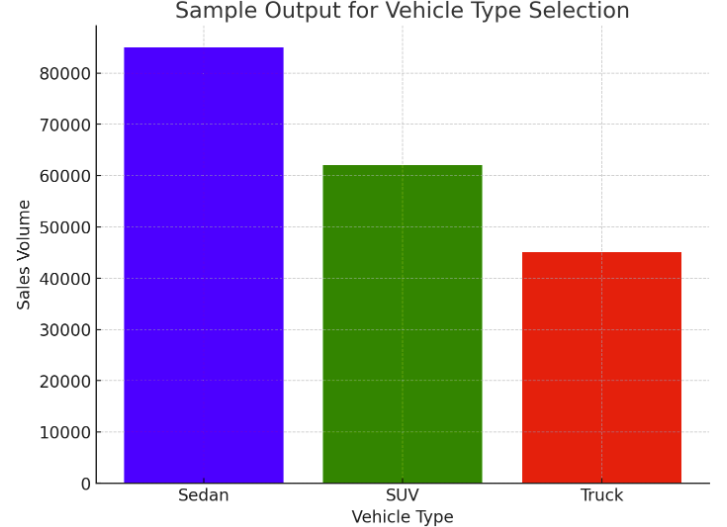 Sample Output for Vehicle Type Selection
80000
70000
60000
50000
40000
30000
20000
10000
0
Sales Volume
Sedan SUV Truck
Vehicle Type